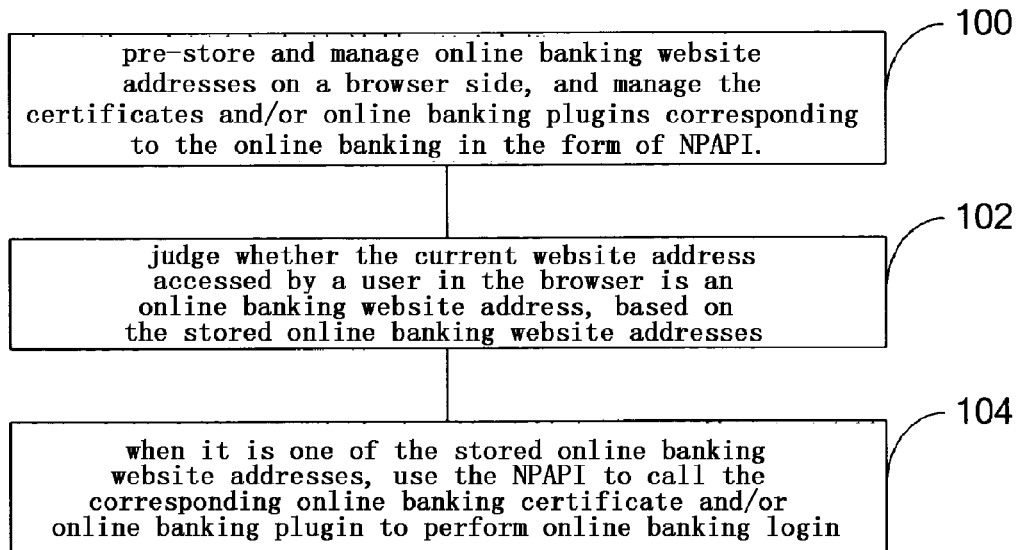 100
pre-store and manage online banking website
addresses on a browser side, and manage the
certificates and/or online banking plugins corresponding
to the online banking in the form of NPAPI.
102
judge whether the current website address
accessed by a user in the browser is an
online banking website address, based on
the stored online banking website addresses
104
when it is one of the stored online banking
website addresses, use the NPAPI to call the
corresponding online banking certificate and/or
online banking plugin to perform online banking login